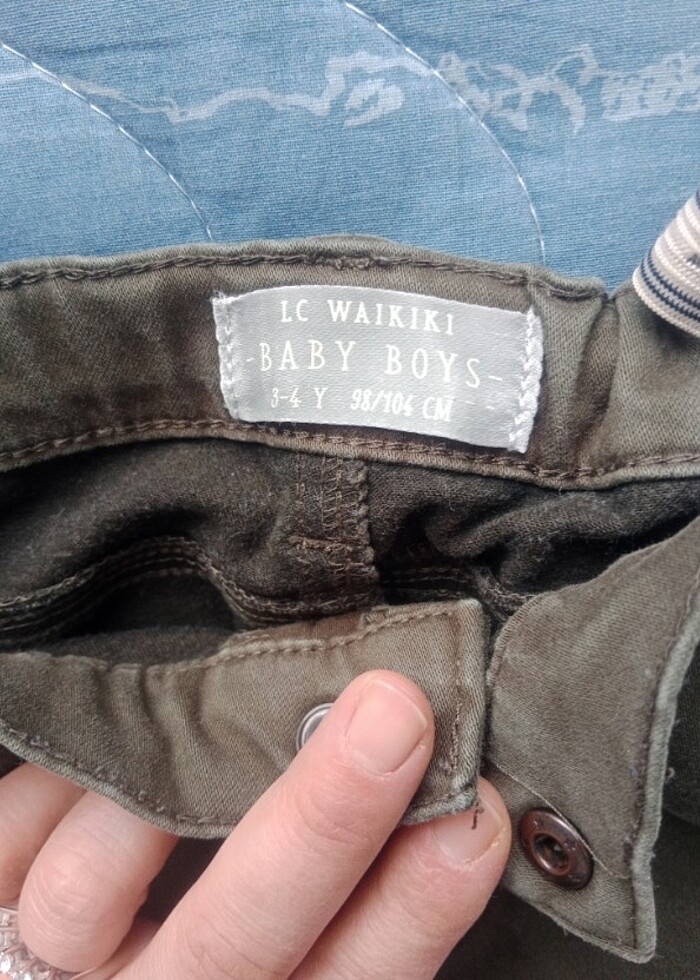 LC WAIKIKI
-BABY BOYS-
3-4 Y 98/104 CM